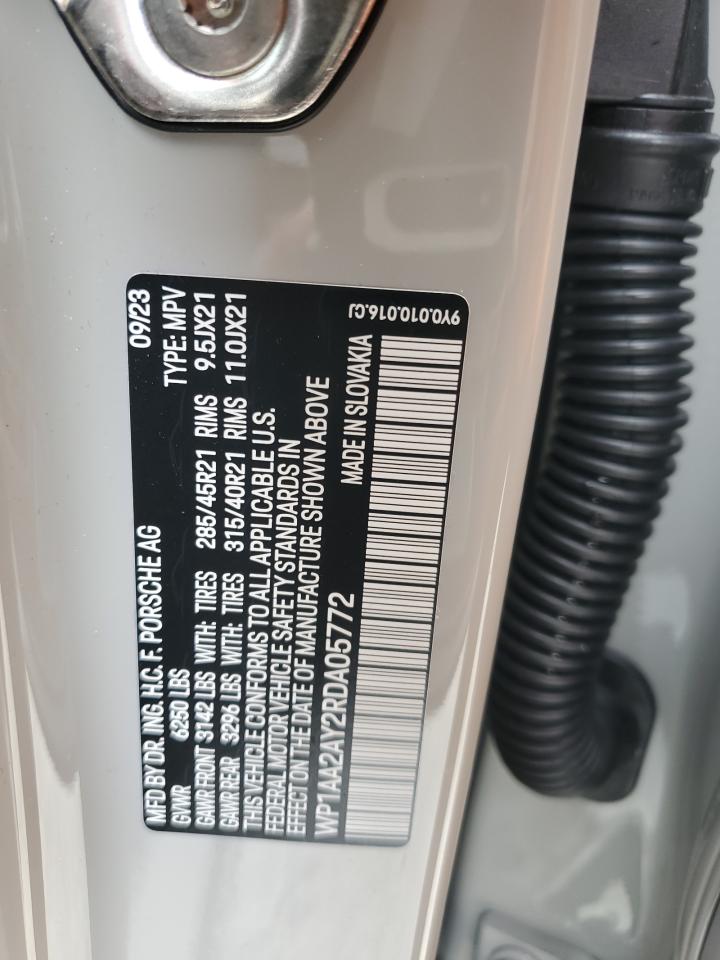 MFD BY DR. ING. H.C. F. PORSCHE AG 09/23
GVWR 6250 LBS TYPE: MPV
GAWR FRONT 3142 LBS WITH: TIRES 285/45R21 RIMS 9.5JX21
GAWR REAR 3296 LBS WITH: TIRES 315/40R21 RIMS 11.0JX21
THIS VEHICLE CONFORMS TO ALL APPLICABLE U.S.
FEDERAL MOTOR VEHICLE SAFETY STANDARDS IN
EFFECT ON THE DATE OF MANUFACTURE SHOWN ABOVE
WP1AA2AY2RDA05772 MADE IN SLOVAKIA
9Y0.010.016.CJ